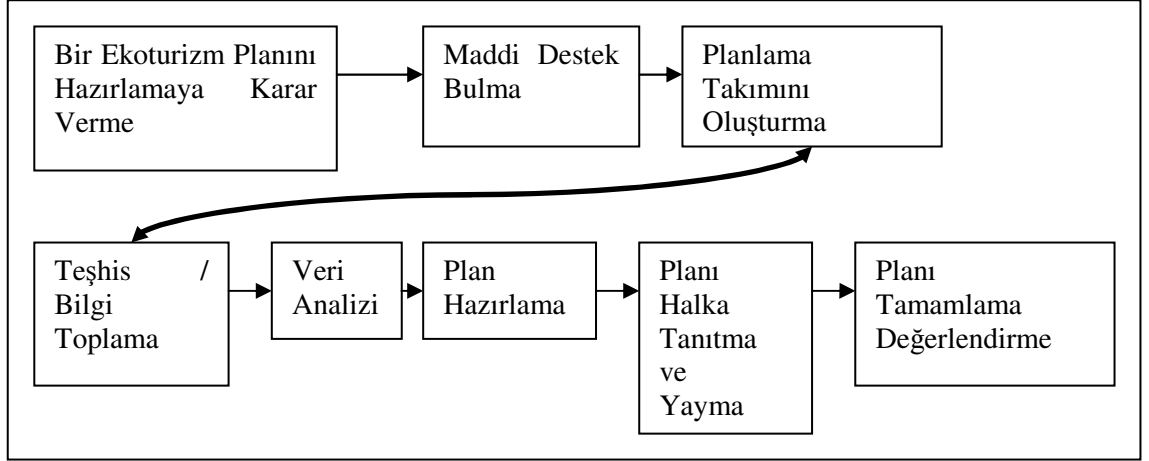 Bir Ekoturizm Planını
Hazırlamaya Karar
Verme
Maddi Destek
Bulma
Planlama
Takımını
Oluşturma
Teşhis /
Bilgi
Toplama
Veri
Analizi
Plan
Hazırlama
Planı
Halka
Tanıtma
ve
Yayma
Planı
Tamamlama
Değerlendirme